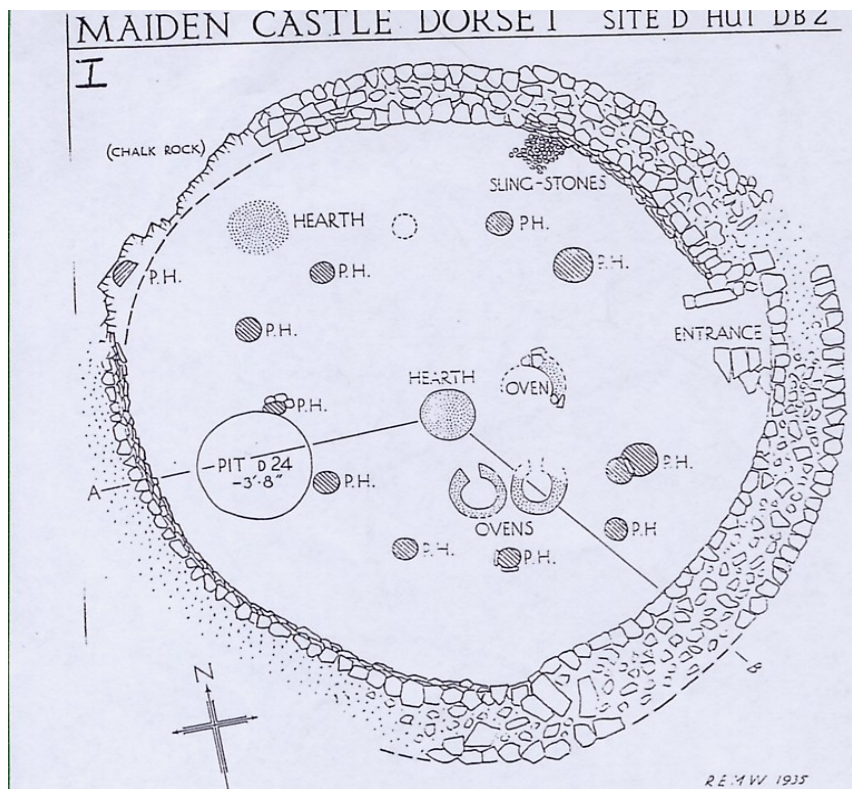 MAIDEN CASTLE DORSET SITE D HUT DB2
I
(CHALK ROCK)
SLING-STONES
HEARTH
P.H.
P.H.
P.H.
P.H.
P.H.
ENTRANCE
HEARTH
OVEN
P.H.
PIT D 24
-3'·8"
A
P.H.
P.H.
OVENS
P.H
P.H.
P.H.
B
N
R.E.M.W 1935